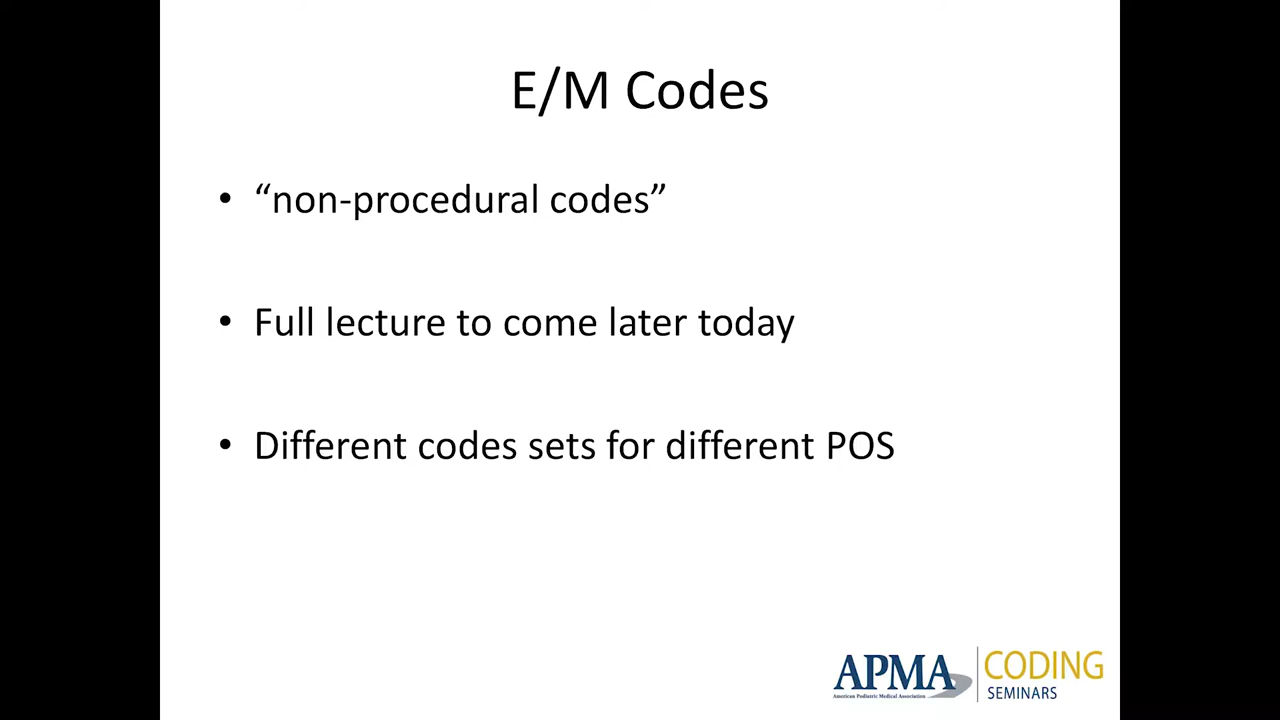 E/M Codes
• “non-procedural codes”
• Full lecture to come later today
• Different codes sets for different POS
APMA
American Podiatric Medical Association
CODING
SEMINARS